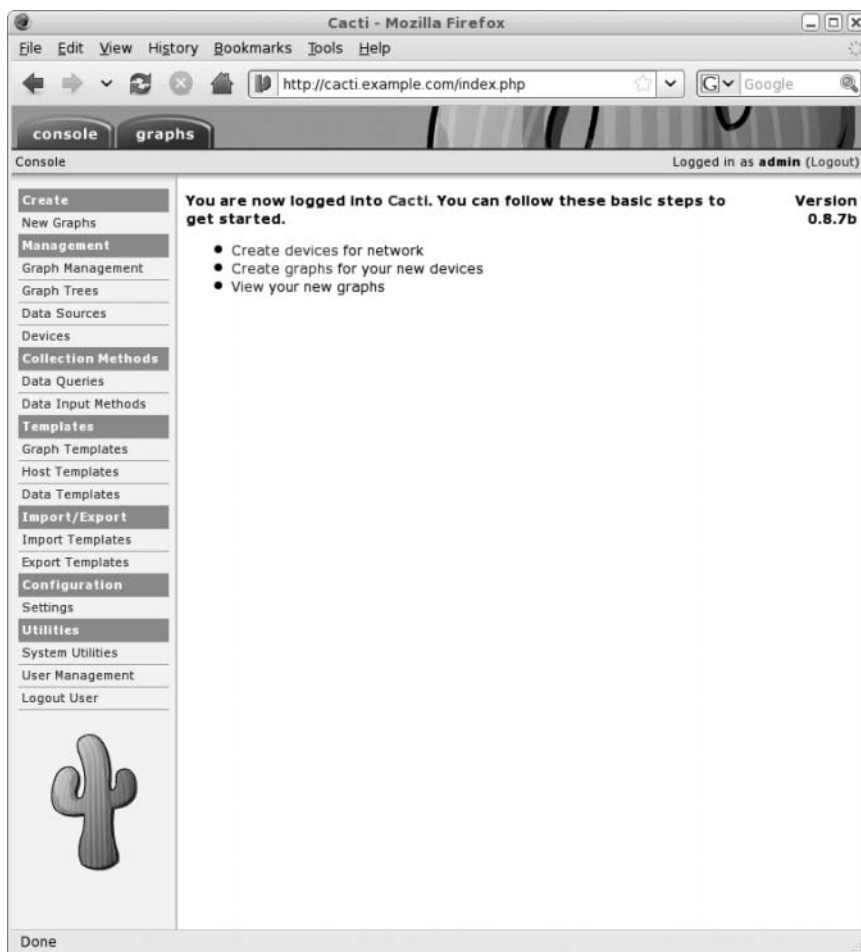 Cacti - Mozilla Firefox
File Edit View History Bookmarks Tools Help
http://cacti.example.com/index.php
G Google
console graphs
Console
Logged in as admin (Logout)
Create
New Graphs
Management
Graph Management
Graph Trees
Data Sources
Devices
Collection Methods
Data Queries
Data Input Methods
Templates
Graph Templates
Host Templates
Data Templates
Import/Export
Import Templates
Export Templates
Configuration
Settings
Utilities
System Utilities
User Management
Logout User
You are now logged into Cacti. You can follow these basic steps to
get started.
Version
0.8.7b
• Create devices for network
• Create graphs for your new devices
• View your new graphs
Done